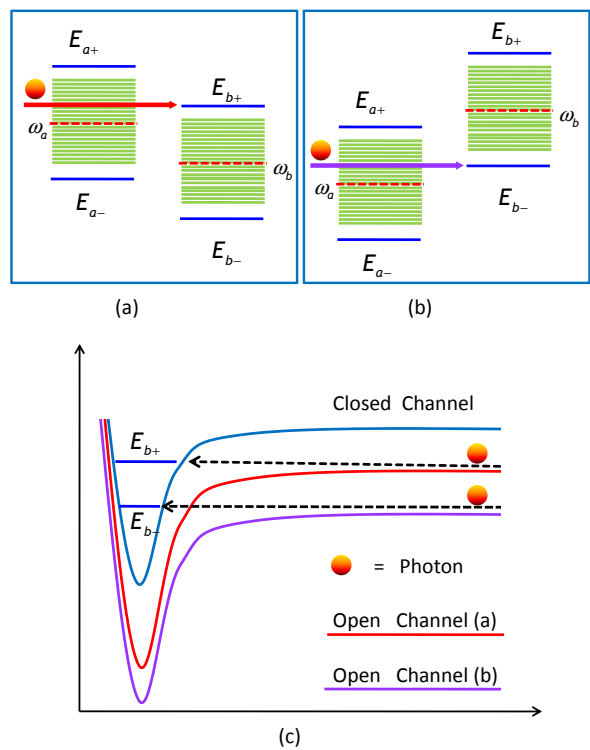 E_{a+}
E_{b+}
ω_a
ω_b
E_{a-}
E_{b-}
(a)
E_{b+}
E_{a+}
ω_b
ω_a
E_{b-}
E_{a-}
(b)
Closed Channel
E_{b+}
E_{b-}
= Photon
Open Channel (a)
Open Channel (b)
(c)